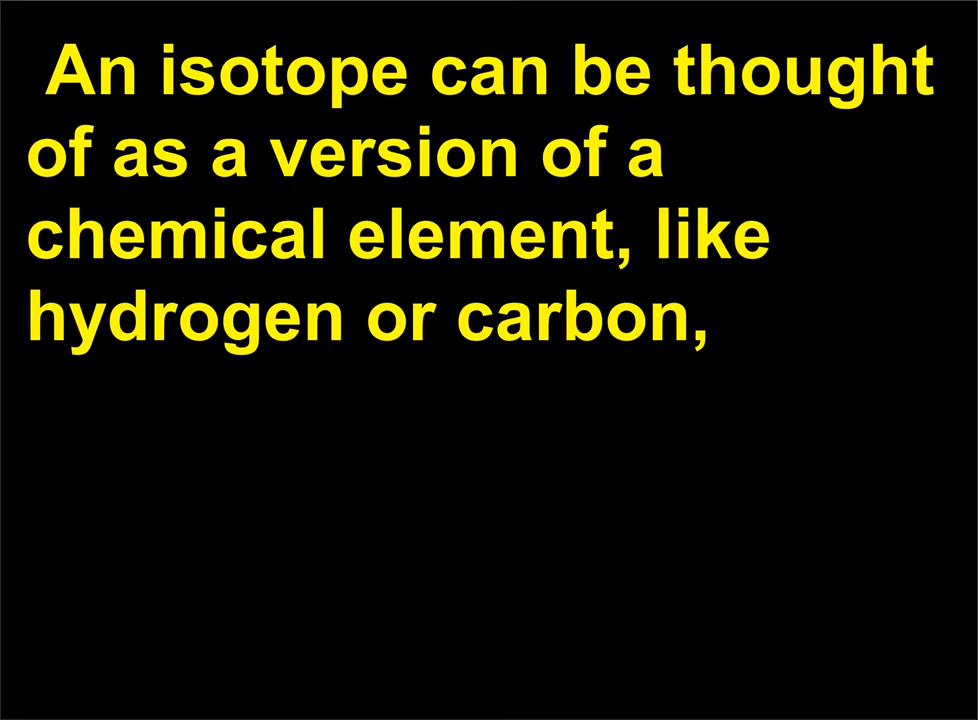 An isotope can be thought
of as a version of a
chemical element, like
hydrogen or carbon,